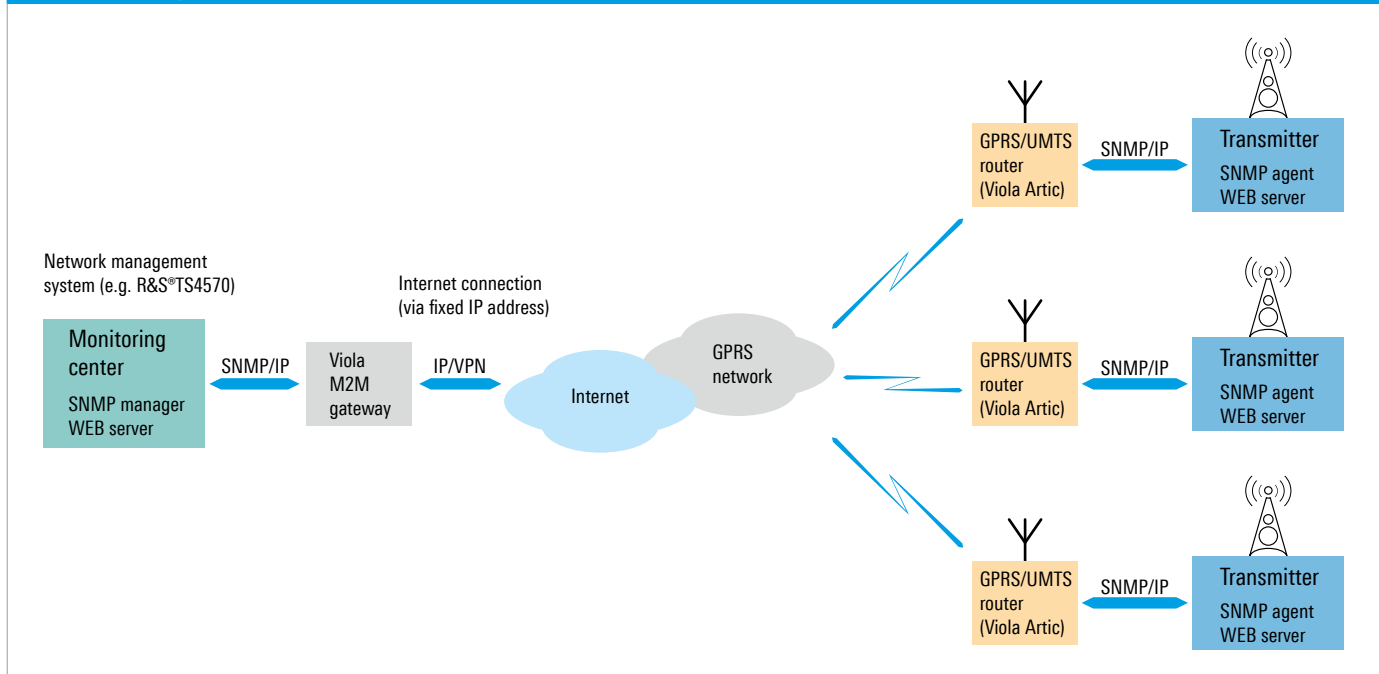 GPRS/UMTS
router
(Viola Artic)
SNMP/IP
Transmitter
SNMP agent
WEB server
Network management
system (e.g. R&S®TS4570)
Monitoring
center
SNMP manager
WEB server
SNMP/IP
Viola
M2M
gateway
Internet connection
(via fixed IP address)
IP/VPN
Internet
GPRS
network
GPRS/UMTS
router
(Viola Artic)
SNMP/IP
Transmitter
SNMP agent
WEB server
GPRS/UMTS
router
(Viola Artic)
SNMP/IP
Transmitter
SNMP agent
WEB server